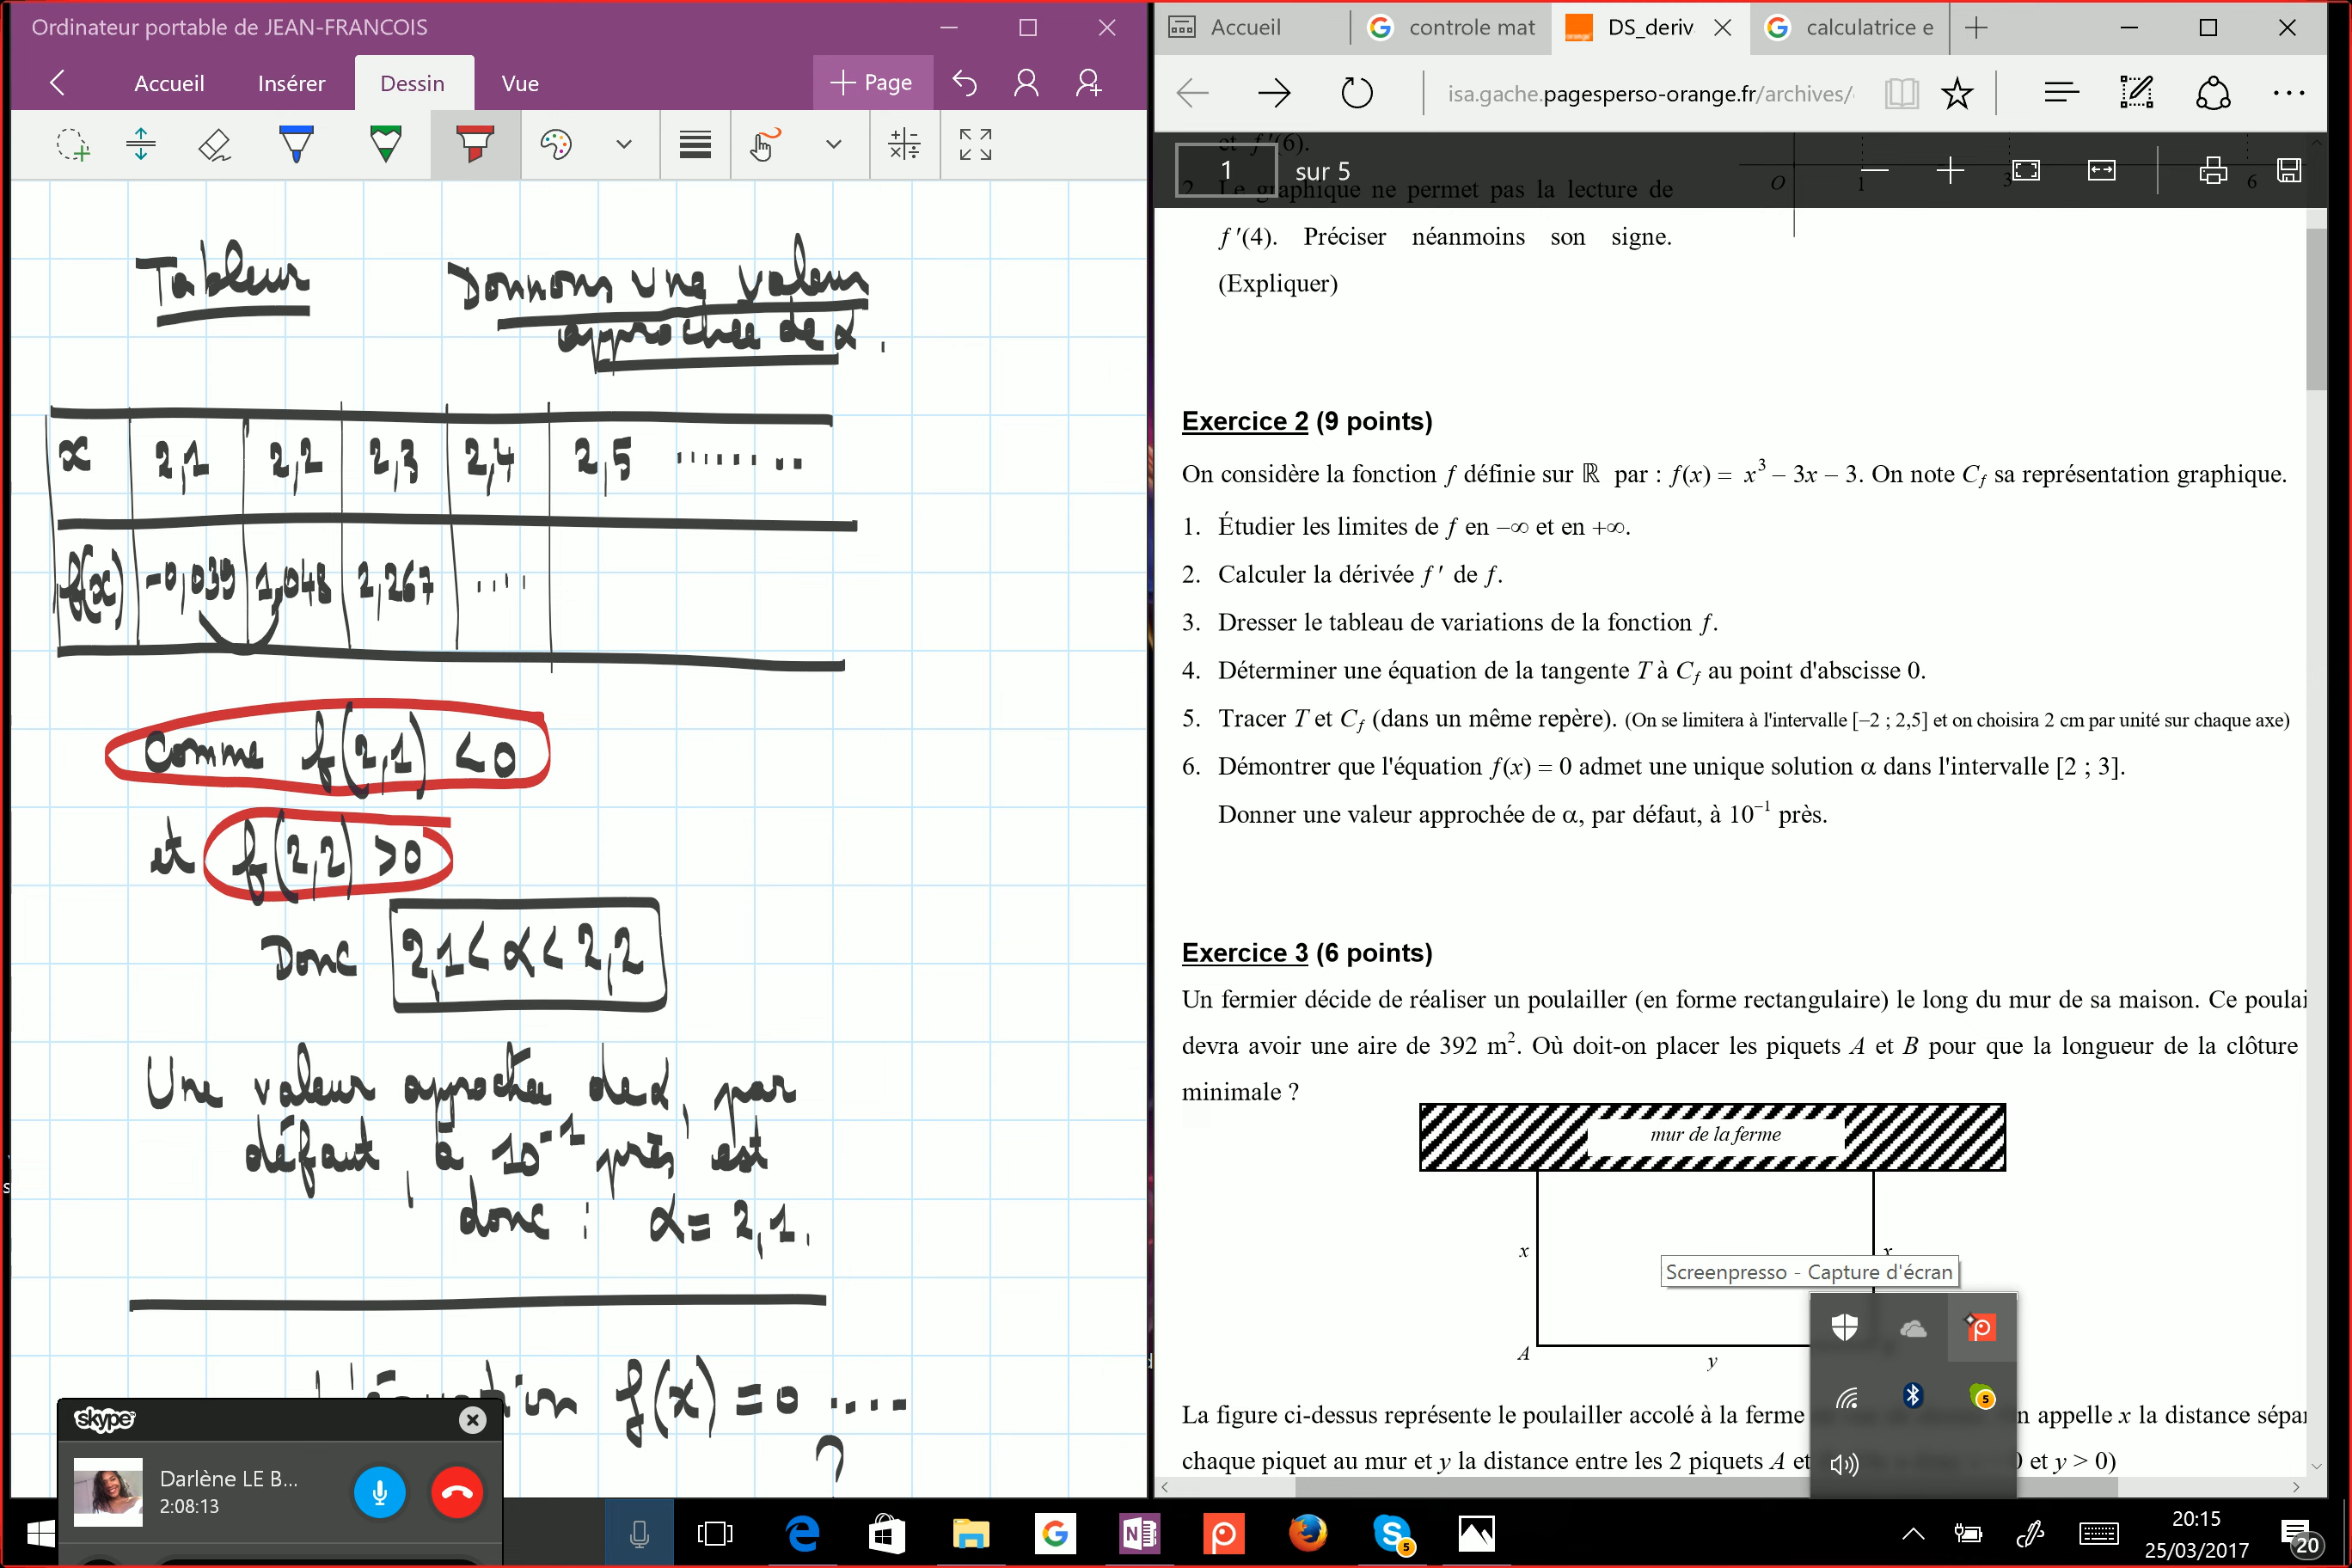 Ordinateur portable de JEAN-FRANCOIS
Accueil Insérer Dessin Vue
Page
Tableur
Donnons une valeur
approchée de α.
x 2,1 2,2 2,3 2,4 2,5 .........
f(x) -0,039 1,048 2,267 ....
Comme f(2,1) < 0
et f(2,2) > 0
Donc 2,1 < α < 2,2
Une valeur approchée de α, par
défaut, à 10⁻¹ près, est
donc : α = 2,1.
f(x) = 0 ....
?
skype
Darlène LE B...
2:08:13
Accueil
controle mat
DS_deriv
calculatrice e
isa.gache.pagesperso-orange.fr/archives/
et f '(6).
1 sur 5
2. Le graphique ne permet pas la lecture de
f '(4). Préciser néanmoins son signe.
(Expliquer)
O 1 3 6
Exercice 2 (9 points)
On considère la fonction f définie sur ℝ par : f(x) = x³ – 3x – 3. On note Cf sa représentation graphique.
1. Étudier les limites de f en –∞ et en +∞.
2. Calculer la dérivée f ' de f.
3. Dresser le tableau de variations de la fonction f.
4. Déterminer une équation de la tangente T à Cf au point d'abscisse 0.
5. Tracer T et Cf (dans un même repère). (On se limitera à l'intervalle [–2 ; 2,5] et on choisira 2 cm par unité sur chaque axe)
6. Démontrer que l'équation f(x) = 0 admet une unique solution α dans l'intervalle [2 ; 3].
Donner une valeur approchée de α, par défaut, à 10⁻¹ près.
Exercice 3 (6 points)
Un fermier décide de réaliser un poulailler (en forme rectangulaire) le long du mur de sa maison. Ce poulai
devra avoir une aire de 392 m². Où doit-on placer les piquets A et B pour que la longueur de la clôture
minimale ?
mur de la ferme
x x
Screenpresso - Capture d'écran
A
y
La figure ci-dessus représente le poulailler accolé à la ferme
n appelle x la distance sépar
chaque piquet au mur et y la distance entre les 2 piquets A et
0 et y > 0)
5
5
20:15
25/03/2017
20